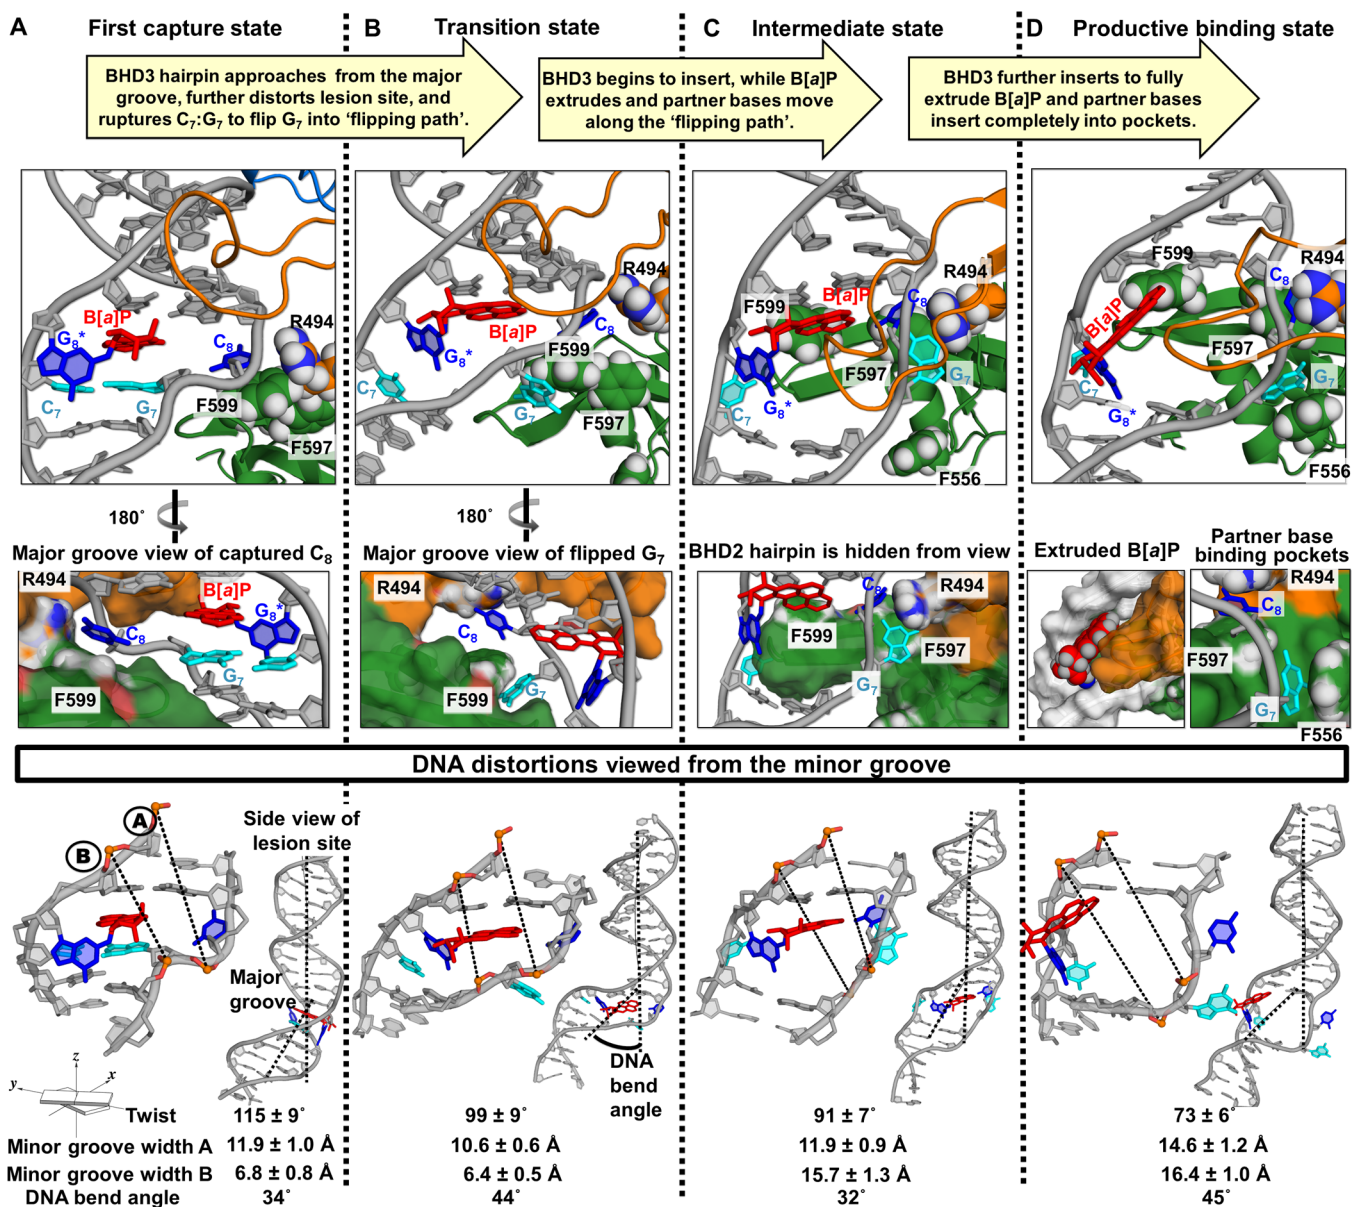 A First capture state
B Transition state
C Intermediate state
D Productive binding state
BHD3 hairpin approaches from the major
groove, further distorts lesion site, and
ruptures C7:G7 to flip G7 into ‘flipping path’.
BHD3 begins to insert, while B[a]P
extrudes and partner bases move
along the ‘flipping path’.
BHD3 further inserts to fully
extrude B[a]P and partner bases
insert completely into pockets.
B[a]P
G8*
C8
R494
C7
G7
F599
F597
R494
B[a]P
C8
G8*
F599
C7
G7
F597
R494
B[a]P
C8
F599
F597
G7
C7
G8*
F556
F599
R494
C8
B[a]P
F597
C7
G7
G8*
F556
180°
180°
Major groove view of captured C8
Major groove view of flipped G7
BHD2 hairpin is hidden from view
Extruded B[a]P
Partner base
binding pockets
R494
B[a]P
G8*
C8
G7
F599
R494
C8
F599
G7
C8
R494
F599
F597
G7
R494
C8
F597
G7
F556
DNA distortions viewed from the minor groove
A
B
Side view of
lesion site
Major
groove
DNA
bend
angle
z
y
x
Twist 115 ± 9° 99 ± 9° 91 ± 7° 73 ± 6°
Minor groove width A 11.9 ± 1.0 Å 10.6 ± 0.6 Å 11.9 ± 0.9 Å 14.6 ± 1.2 Å
Minor groove width B 6.8 ± 0.8 Å 6.4 ± 0.5 Å 15.7 ± 1.3 Å 16.4 ± 1.0 Å
DNA bend angle 34° 44° 32° 45°